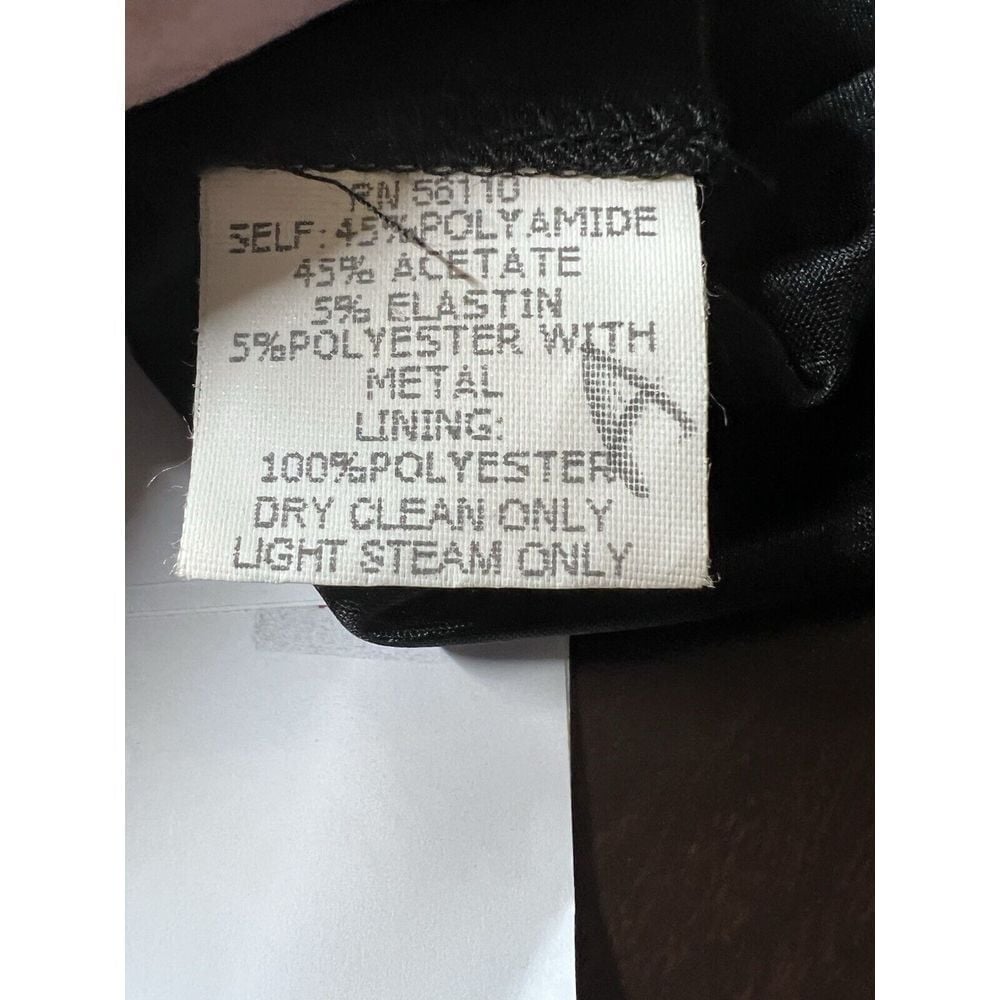 RN 56110
SELF: 45%POLYAMIDE
45% ACETATE
5% ELASTIN
5%POLYESTER WITH
METAL
LINING:
100%POLYESTER
DRY CLEAN ONLY
LIGHT STEAM ONLY